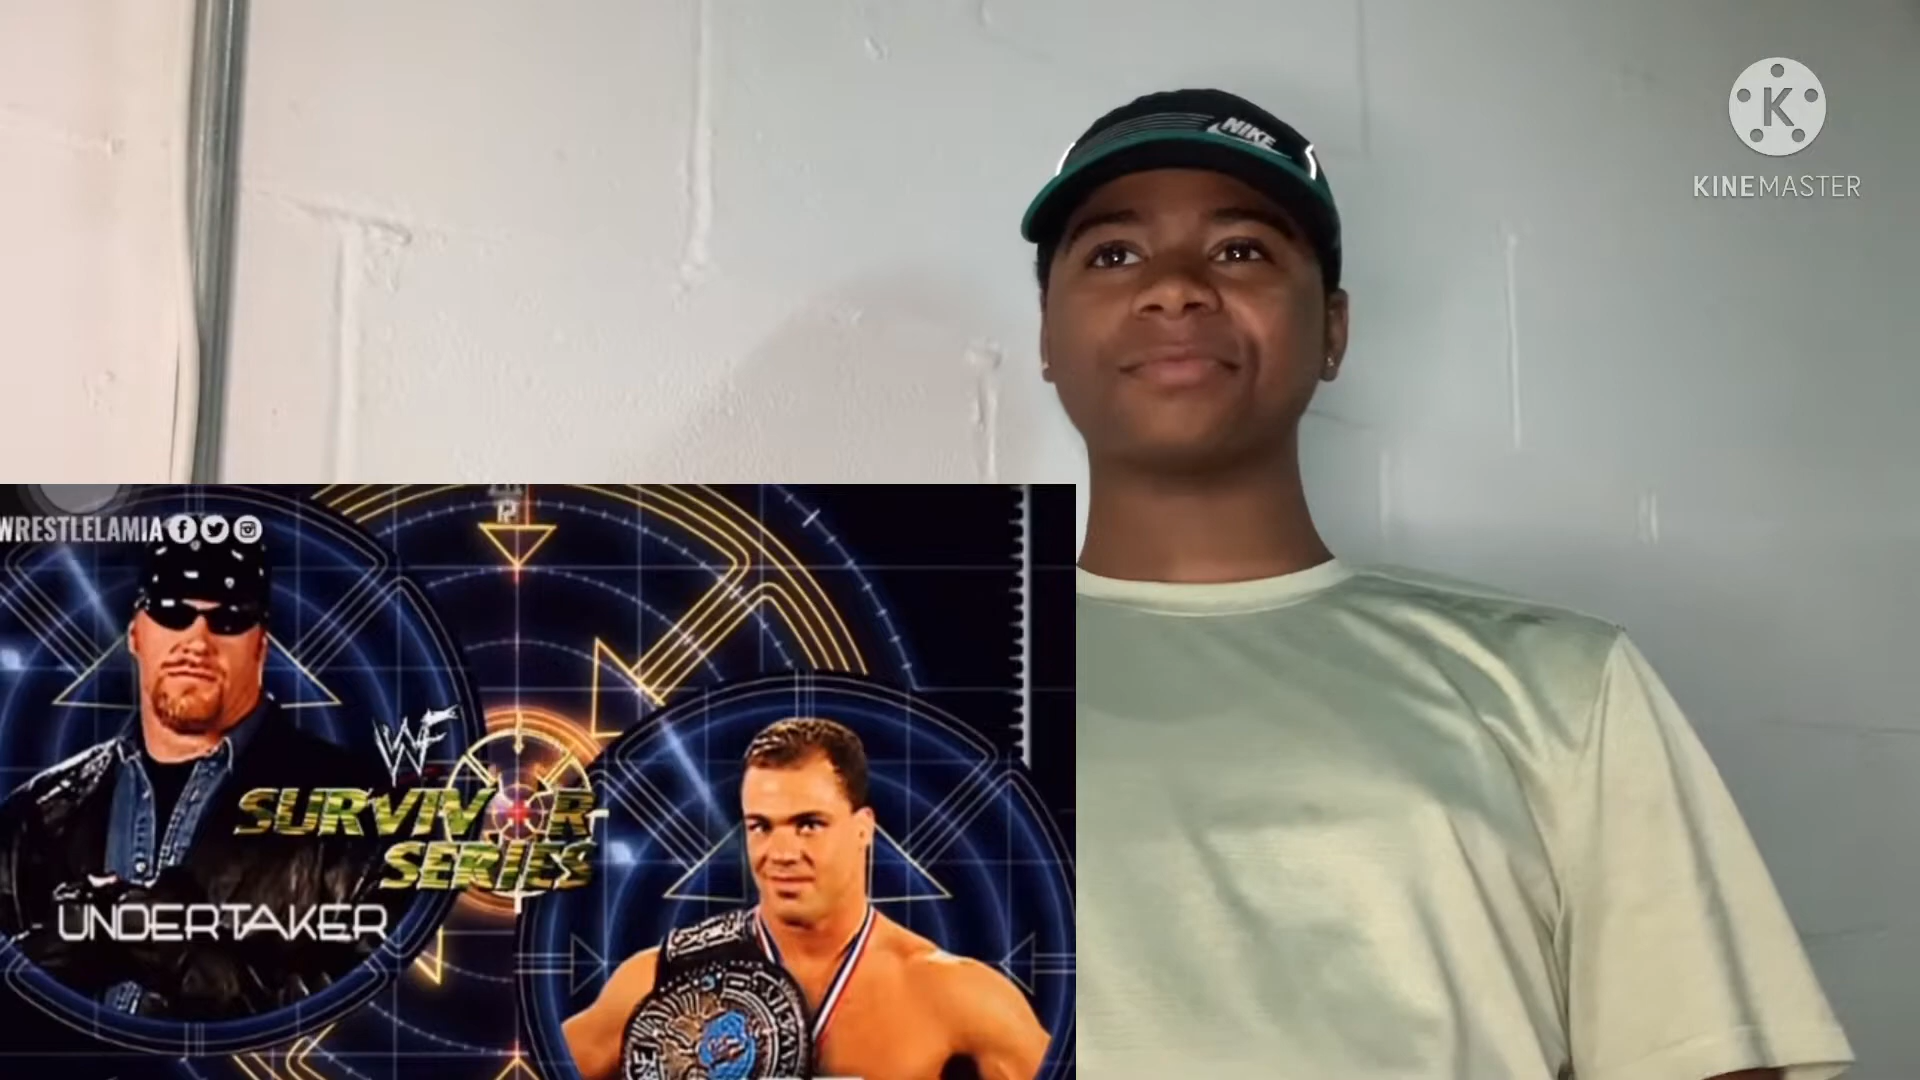 NIKE
KINEMASTER
WRESTLELAMIA
WF
SURVIVOR
SERIES
UNDERTAKER